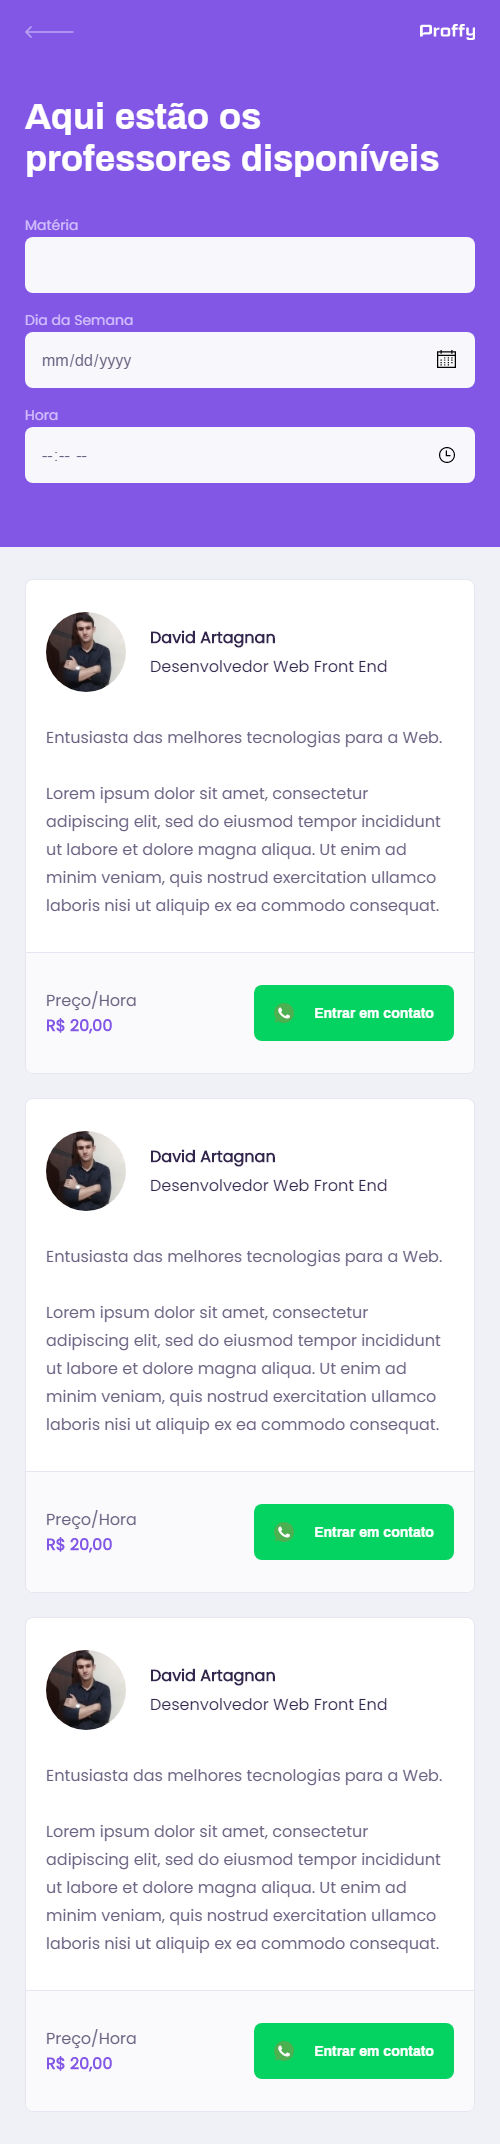 Proffy
Aqui estão os
professores disponíveis
Matéria
Dia da Semana
mm/dd/yyyy
Hora
--:-- --
David Artagnan
Desenvolvedor Web Front End
Entusiasta das melhores tecnologias para a Web.
Lorem ipsum dolor sit amet, consectetur
adipiscing elit, sed do eiusmod tempor incididunt
ut labore et dolore magna aliqua. Ut enim ad
minim veniam, quis nostrud exercitation ullamco
laboris nisi ut aliquip ex ea commodo consequat.
Preço/Hora
R$ 20,00
Entrar em contato
David Artagnan
Desenvolvedor Web Front End
Entusiasta das melhores tecnologias para a Web.
Lorem ipsum dolor sit amet, consectetur
adipiscing elit, sed do eiusmod tempor incididunt
ut labore et dolore magna aliqua. Ut enim ad
minim veniam, quis nostrud exercitation ullamco
laboris nisi ut aliquip ex ea commodo consequat.
Preço/Hora
R$ 20,00
Entrar em contato
David Artagnan
Desenvolvedor Web Front End
Entusiasta das melhores tecnologias para a Web.
Lorem ipsum dolor sit amet, consectetur
adipiscing elit, sed do eiusmod tempor incididunt
ut labore et dolore magna aliqua. Ut enim ad
minim veniam, quis nostrud exercitation ullamco
laboris nisi ut aliquip ex ea commodo consequat.
Preço/Hora
R$ 20,00
Entrar em contato